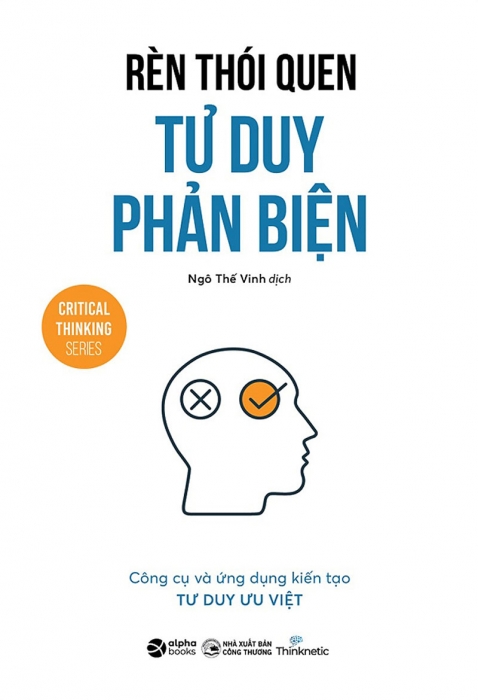 RÈN THÓI QUEN
TƯ DUY
PHẢN BIỆN
Ngô Thế Vinh dịch
CRITICAL
THINKING
SERIES
Công cụ và ứng dụng kiến tạo
TƯ DUY ƯU VIỆT
alpha
books
NHÀ XUẤT BẢN
CÔNG THƯƠNG
Thinknetic